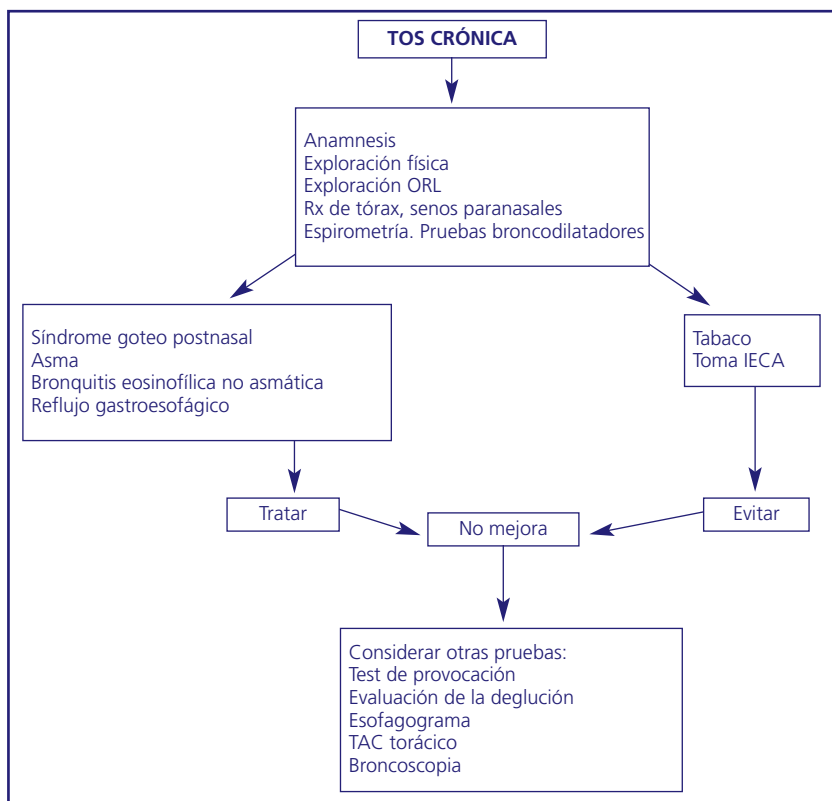 TOS CRÓNICA
Anamnesis
Exploración física
Exploración ORL
Rx de tórax, senos paranasales
Espirometría. Pruebas broncodilatadores
Síndrome goteo postnasal
Asma
Bronquitis eosinofílica no asmática
Reflujo gastroesofágico
Tabaco
Toma IECA
Tratar
No mejora
Evitar
Considerar otras pruebas:
Test de provocación
Evaluación de la deglución
Esofagograma
TAC torácico
Broncoscopia